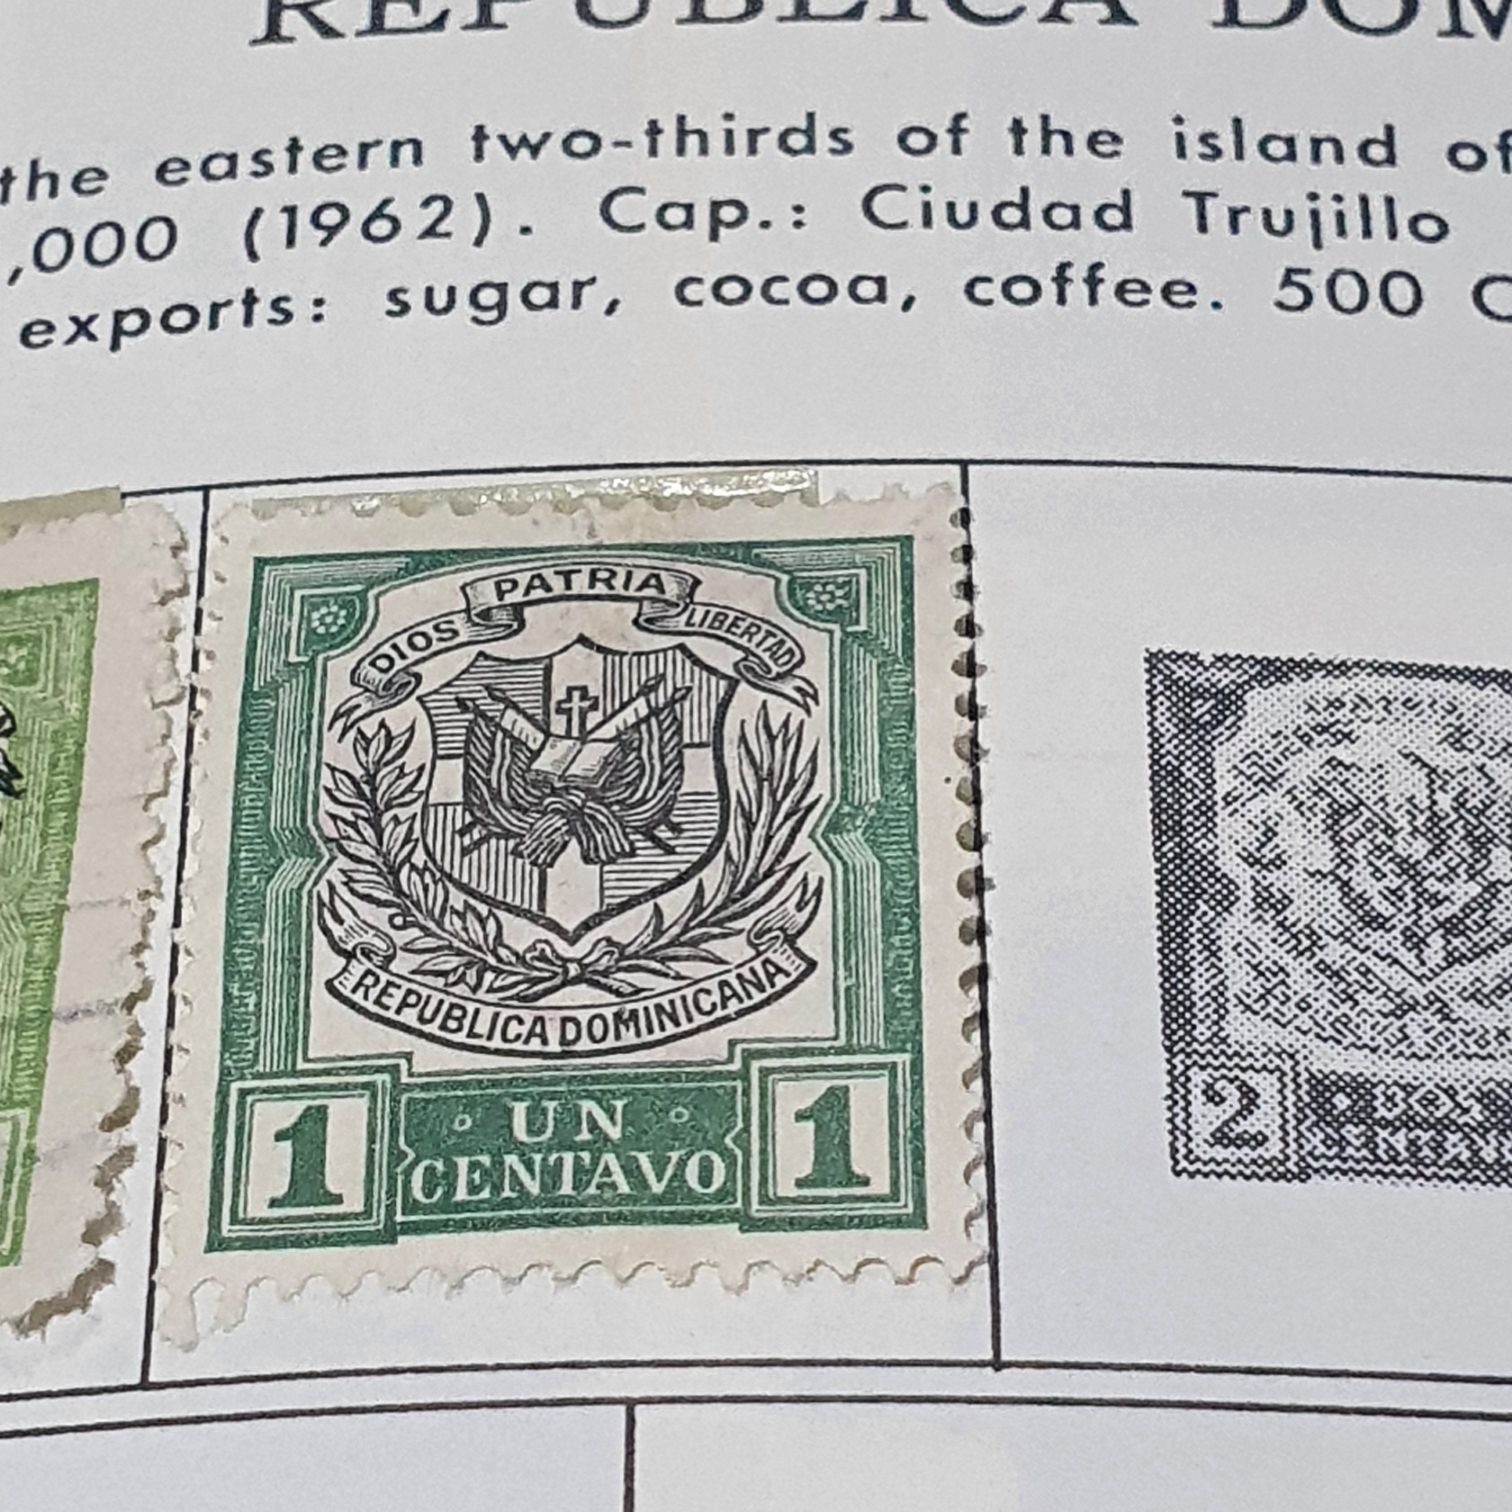 REPUBLICA DOM
the eastern two-thirds of the island of
,000 (1962). Cap.: Ciudad Trujillo
exports: sugar, cocoa, coffee. 500 C
DIOS PATRIA LIBERTAD
REPUBLICA DOMINICANA
1 UN 1
CENTAVO
2